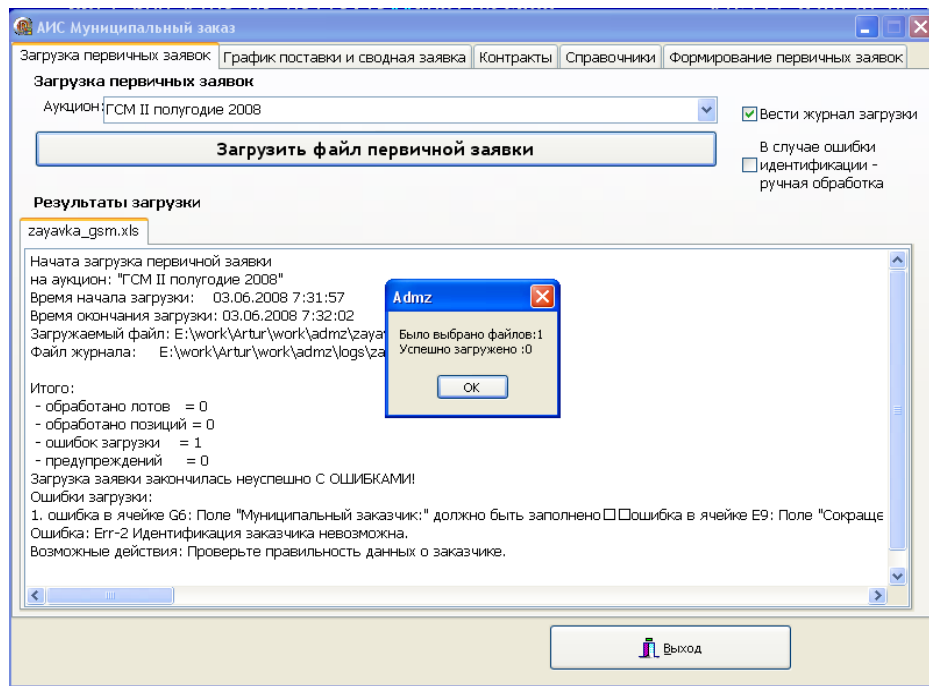 АИС Муниципальный заказ
Загрузка первичных заявок График поставки и сводная заявка Контракты Справочники Формирование первичных заявок
Загрузка первичных заявок
Аукцион: ГСМ II полугодие 2008
Вести журнал загрузки
Загрузить файл первичной заявки
В случае ошибки
идентификации -
ручная обработка
Результаты загрузки
zayavka_gsm.xls
Начата загрузка первичной заявки
на аукцион: "ГСМ II полугодие 2008"
Время начала загрузки: 03.06.2008 7:31:57
Время окончания загрузки: 03.06.2008 7:32:02
Загружаемый файл: E:\work\Artur\work\admz\zaya
Файл журнала: E:\work\Artur\work\admz\logs\za
Итого:
- обработано лотов = 0
- обработано позиций = 0
- ошибок загрузки = 1
- предупреждений = 0
Загрузка заявки закончилась неуспешно С ОШИБКАМИ!
Ошибки загрузки:
1. ошибка в ячейке G6: Поле "Муниципальный заказчик:" должно быть заполнено□□ошибка в ячейке E9: Поле "Сокраще
Ошибка: Err-2 Идентификация заказчика невозможна.
Возможные действия: Проверьте правильность данных о заказчике.
Admz
Было выбрано файлов:1
Успешно загружено :0
OK
Выход